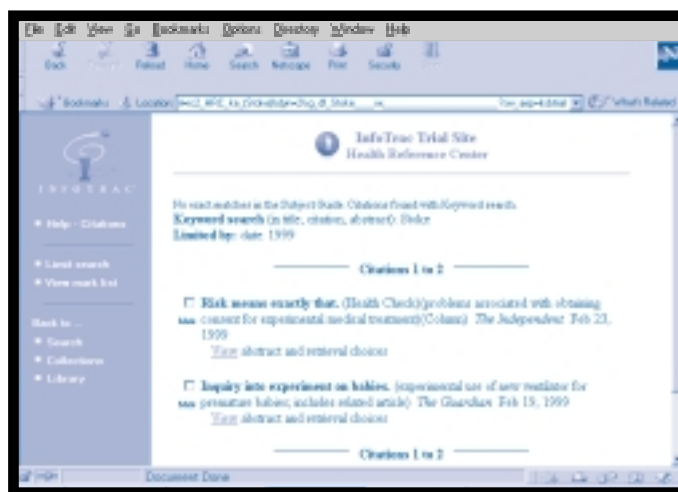 File Edit View Go Bookmarks Options Directory Window Help
Back Reload Home Search Netscape Print Security
Bookmarks Location What's Related
InfoTrac Trial Site
Health Reference Center
INFOTRAC
No exact matches in the Subject Guide. Citations found with Keyword search.
Keyword search (in title, citation, abstract): Stoke
Limited by: date 1999
Help - Citations
Limit search
View mark list
Back to ...
Search
Collections
Library
Citations 1 to 2
Risk means exactly that. (Health Check)(problems associated with obtaining
Mark consent for experimental medical treatment)(Column) The Independent Feb 23,
1999
View abstract and retrieval choices
Inquiry into experiment on babies. (experimental use of new ventilator for
Mark premature babies; includes related article) The Guardian Feb 19, 1999
View abstract and retrieval choices
Citations 1 to 2
Document Done